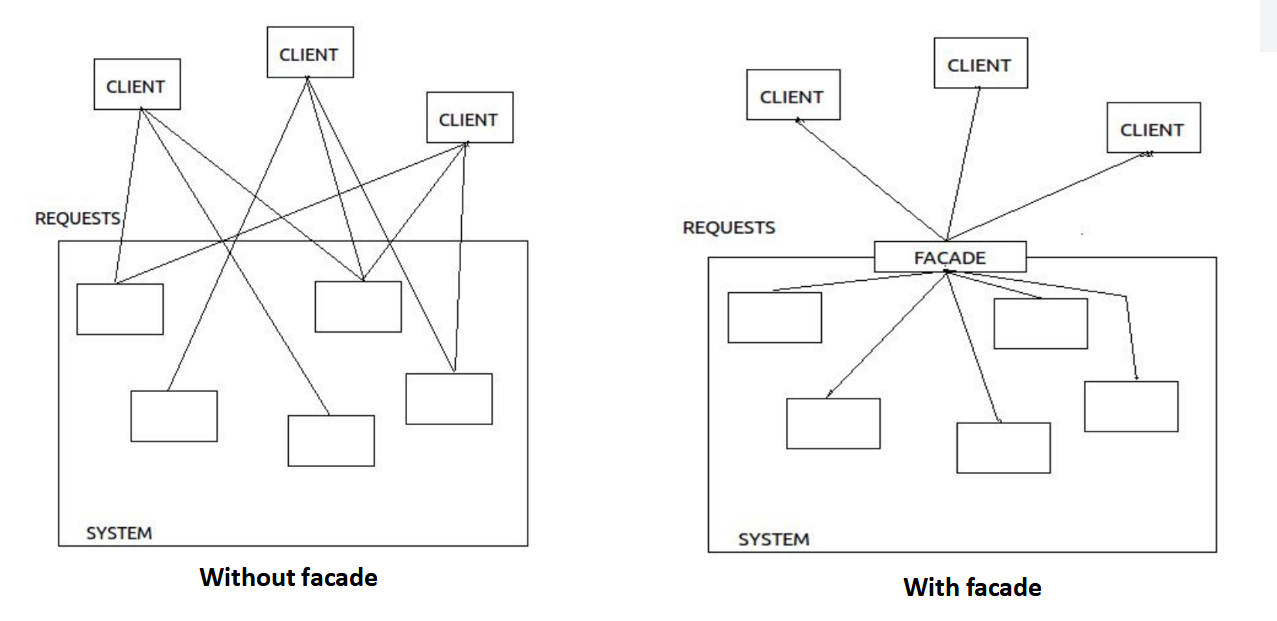 CLIENT
CLIENT
CLIENT
REQUESTS
SYSTEM
Without facade
CLIENT
CLIENT
CLIENT
REQUESTS
FACADE
SYSTEM
With facade